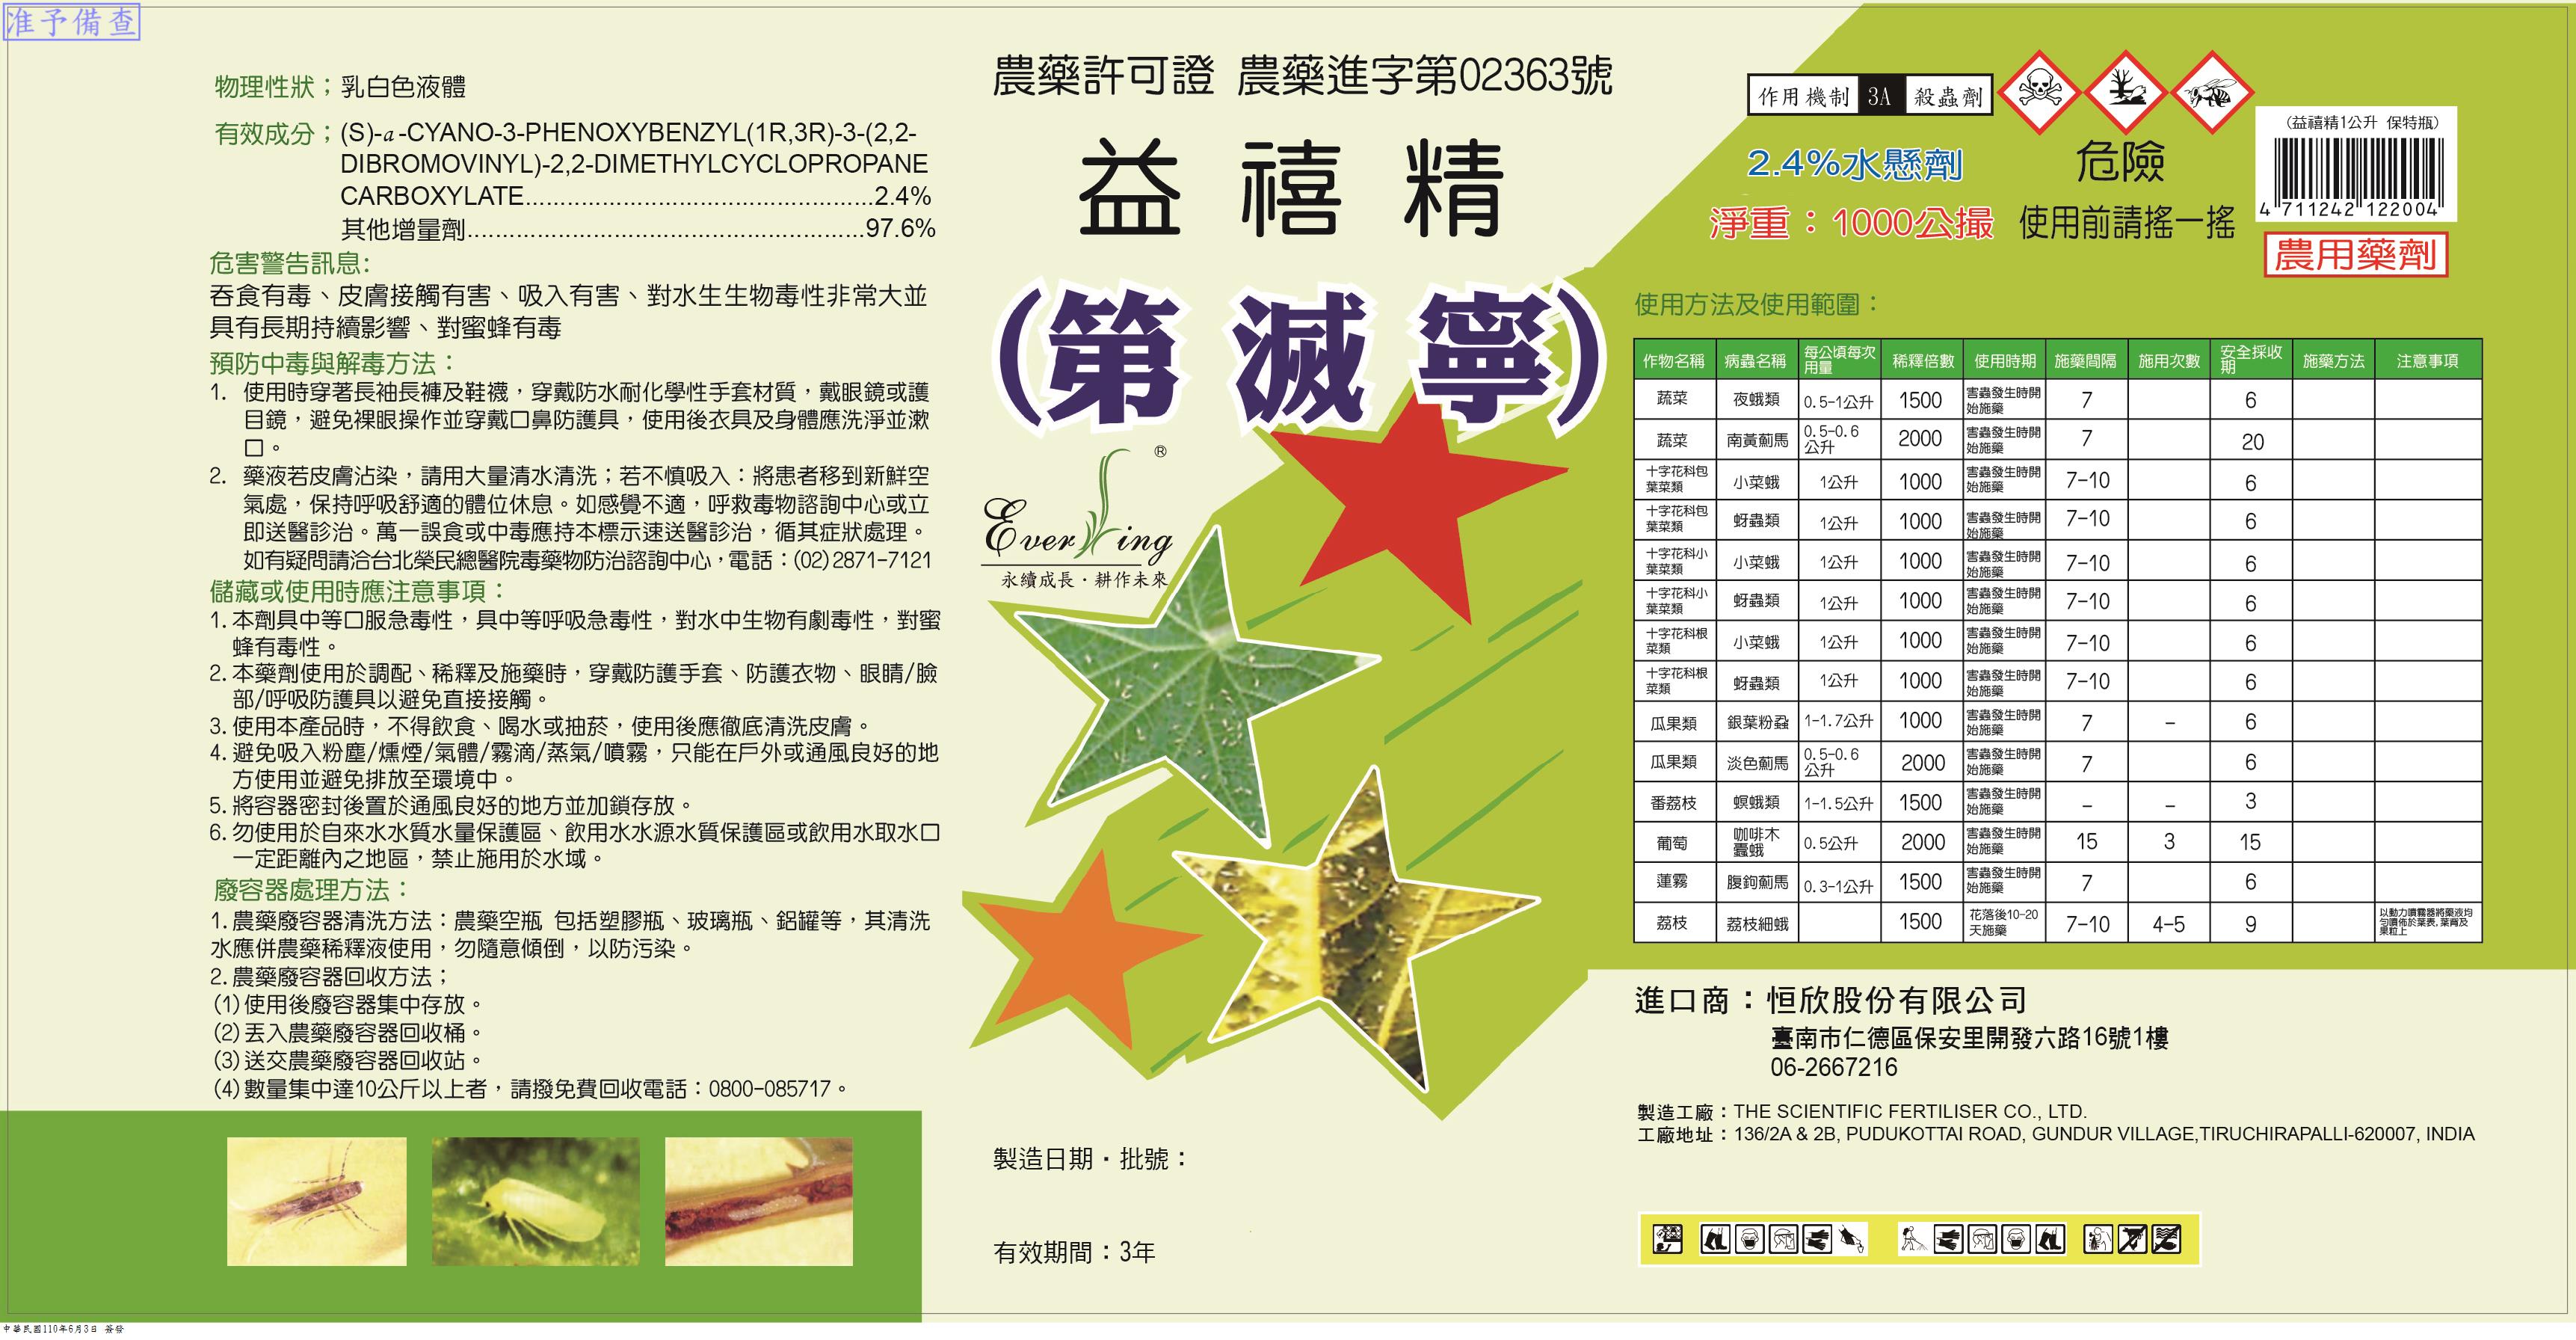 准予備查
物理性狀；乳白色液體
有效成分；(S)-a-CYANO-3-PHENOXYBENZYL(1R,3R)-3-(2,2-
DIBROMOVINYL)-2,2-DIMETHYLCYCLOPROPANE
CARBOXYLATE..................................................2.4%
其他增量劑.........................................................97.6%
危害警告訊息:
吞食有毒、皮膚接觸有害、吸入有害、對水生生物毒性非常大並
具有長期持續影響、對蜜蜂有毒
預防中毒與解毒方法：
1. 使用時穿著長袖長褲及鞋襪，穿戴防水耐化學性手套材質，戴眼鏡或護
目鏡，避免裸眼操作並穿戴口鼻防護具，使用後衣具及身體應洗淨並漱
口。
2. 藥液若皮膚沾染，請用大量清水清洗；若不慎吸入：將患者移到新鮮空
氣處，保持呼吸舒適的體位休息。如感覺不適，呼救毒物諮詢中心或立
即送醫診治。萬一誤食或中毒應持本標示速送醫診治，循其症狀處理。
如有疑問請洽台北榮民總醫院毒藥物防治諮詢中心，電話：(02)2871-7121
儲藏或使用時應注意事項：
1. 本劑具中等口服急毒性，具中等呼吸急毒性，對水中生物有劇毒性，對蜜
蜂有毒性。
2. 本藥劑使用於調配、稀釋及施藥時，穿戴防護手套、防護衣物、眼睛/臉
部/呼吸防護具以避免直接接觸。
3. 使用本產品時，不得飲食、喝水或抽菸，使用後應徹底清洗皮膚。
4. 避免吸入粉塵/燻煙/氣體/霧滴/蒸氣/噴霧，只能在戶外或通風良好的地
方使用並避免排放至環境中。
5. 將容器密封後置於通風良好的地方並加鎖存放。
6. 勿使用於自來水水質水量保護區、飲用水水源水質保護區或飲用水取水口
一定距離內之地區，禁止施用於水域。
廢容器處理方法：
1. 農藥廢容器清洗方法：農藥空瓶 包括塑膠瓶、玻璃瓶、鋁罐等，其清洗
水應併農藥稀釋液使用，勿隨意傾倒，以防污染。
2. 農藥廢容器回收方法；
(1)使用後廢容器集中存放。
(2)丟入農藥廢容器回收桶。
(3)送交農藥廢容器回收站。
(4)數量集中達10公斤以上者，請撥免費回收電話：0800-085717。
農藥許可證 農藥進字第02363號
益禧精
(第滅寧)
®
EverWing
永續成長・耕作未來
製造日期・批號：
有效期間：3年
作用機制 3A 殺蟲劑
2.4%水懸劑
危險
淨重：1000公撮
使用前請搖一搖
(益禧精1公升 保特瓶)
4 711242 122004
農用藥劑
使用方法及使用範圍：
作物名稱 病蟲名稱 每公頃每次用量 稀釋倍數 使用時期 施藥間隔 施用次數 安全採收期 施藥方法 注意事項
蔬菜 夜蛾類 0.5-1公升 1500 害蟲發生時開始施藥 7 6
蔬菜 南黃薊馬 0.5-0.6公升 2000 害蟲發生時開始施藥 7 20
十字花科包葉菜類 小菜蛾 1公升 1000 害蟲發生時開始施藥 7-10 6
十字花科包葉菜類 蚜蟲類 1公升 1000 害蟲發生時開始施藥 7-10 6
十字花科小葉菜類 小菜蛾 1公升 1000 害蟲發生時開始施藥 7-10 6
十字花科小葉菜類 蚜蟲類 1公升 1000 害蟲發生時開始施藥 7-10 6
十字花科根菜類 小菜蛾 1公升 1000 害蟲發生時開始施藥 7-10 6
十字花科根菜類 蚜蟲類 1公升 1000 害蟲發生時開始施藥 7-10 6
瓜果類 銀葉粉蝨 1-1.7公升 1000 害蟲發生時開始施藥 7 - 6
瓜果類 淡色薊馬 0.5-0.6公升 2000 害蟲發生時開始施藥 7 6
番荔枝 螟蛾類 1-1.5公升 1500 害蟲發生時開始施藥 - - 3
葡萄 咖啡木蠹蛾 0.5公升 2000 害蟲發生時開始施藥 15 3 15
蓮霧 腹鉤薊馬 0.3-1公升 1500 害蟲發生時開始施藥 7 6
荔枝 荔枝細蛾 1500 花落後10-20天施藥 7-10 4-5 9 以動力噴霧器將藥液均勻噴佈於葉表,葉背及果粒上
進口商：恒欣股份有限公司
臺南市仁德區保安里開發六路16號1樓
06-2667216
製造工廠：THE SCIENTIFIC FERTILISER CO., LTD.
工廠地址：136/2A & 2B, PUDUKOTTAI ROAD, GUNDUR VILLAGE,TIRUCHIRAPALLI-620007, INDIA
中華民國110年6月3日 簽發